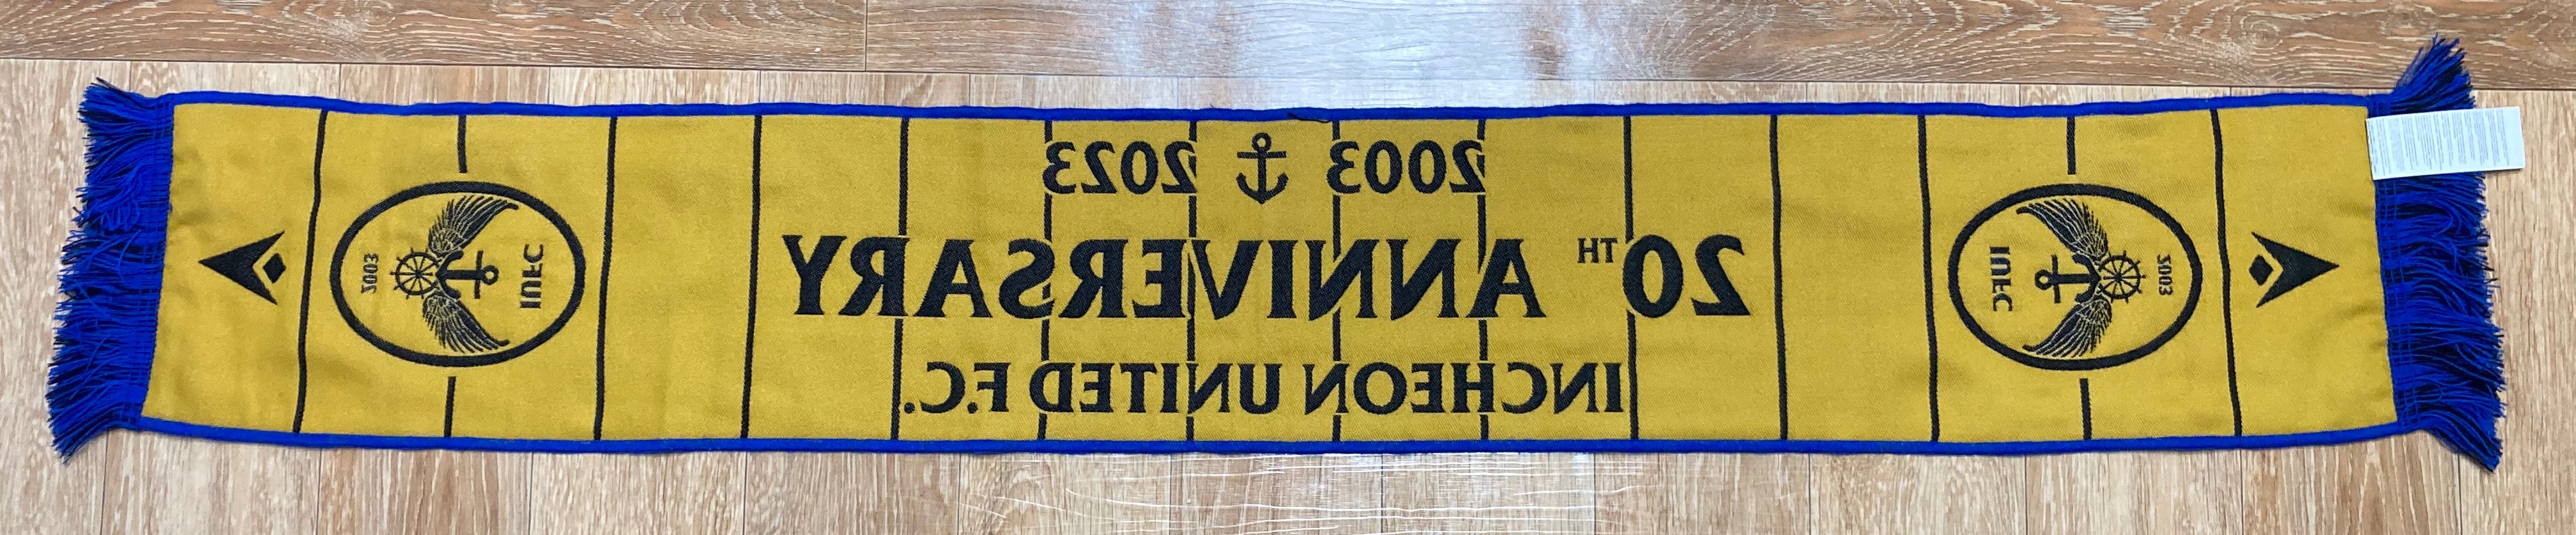 2003 2023
20TH ANNIVERSARY
INCHEON UNITED F.C.
2003
IUFC
IUFC
2003